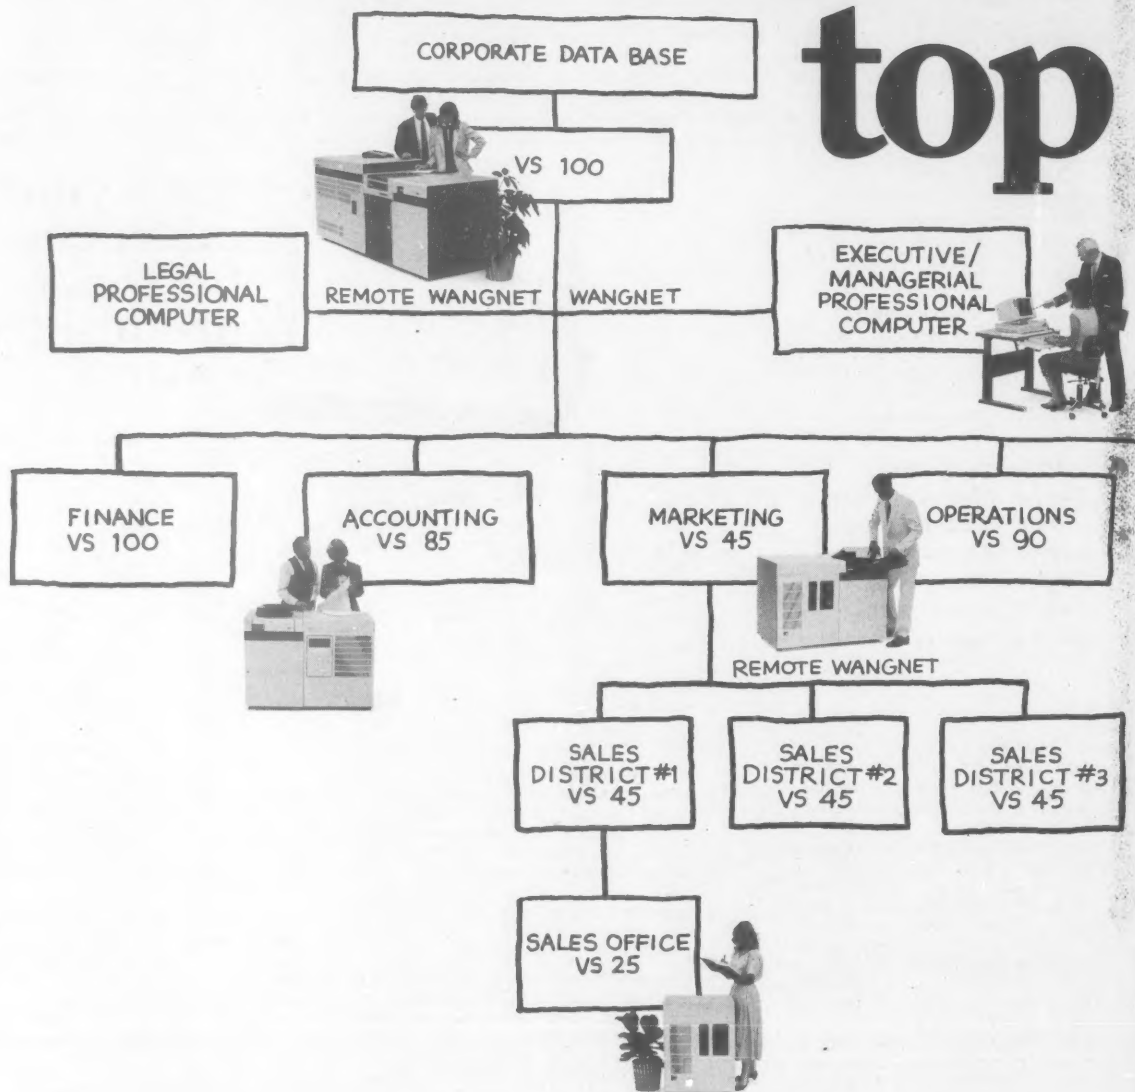 top
CORPORATE DATA BASE
VS 100
LEGAL
PROFESSIONAL
COMPUTER
REMOTE WANGNET
WANGNET
EXECUTIVE/
MANAGERIAL
PROFESSIONAL
COMPUTER
FINANCE
VS 100
ACCOUNTING
VS 85
MARKETING
VS 45
OPERATIONS
VS 90
REMOTE WANGNET
SALES
DISTRICT #1
VS 45
SALES
DISTRICT #2
VS 45
SALES
DISTRICT #3
VS 45
SALES OFFICE
VS 25